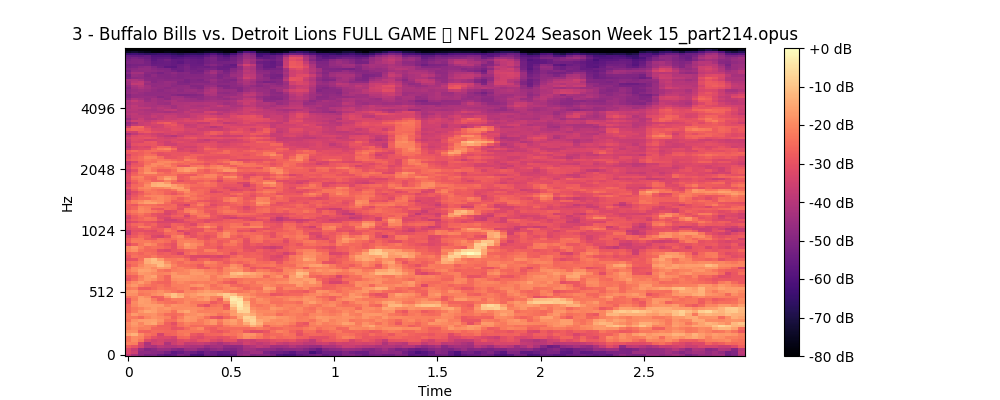 3 - Buffalo Bills vs. Detroit Lions FULL GAME ▯ NFL 2024 Season Week 15_part214.opus
+0 dB
-10 dB
-20 dB
-30 dB
-40 dB
-50 dB
-60 dB
-70 dB
-80 dB
4096
2048
1024
512
0
Hz
0
0.5
1
1.5
2
2.5
Time